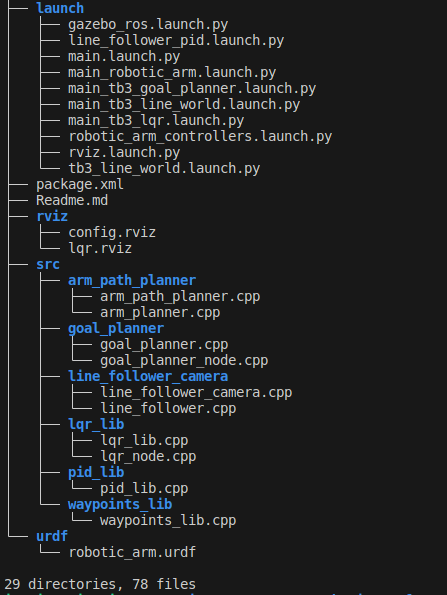 launch
gazebo_ros.launch.py
line_follower_pid.launch.py
main.launch.py
main_robotic_arm.launch.py
main_tb3_goal_planner.launch.py
main_tb3_line_world.launch.py
main_tb3_lqr.launch.py
robotic_arm_controllers.launch.py
rviz.launch.py
tb3_line_world.launch.py
package.xml
Readme.md
rviz
config.rviz
lqr.rviz
src
arm_path_planner
arm_path_planner.cpp
arm_planner.cpp
goal_planner
goal_planner.cpp
goal_planner_node.cpp
line_follower_camera
line_follower_camera.cpp
line_follower.cpp
lqr_lib
lqr_lib.cpp
lqr_node.cpp
pid_lib
pid_lib.cpp
waypoints_lib
waypoints_lib.cpp
urdf
robotic_arm.urdf
29 directories, 78 files